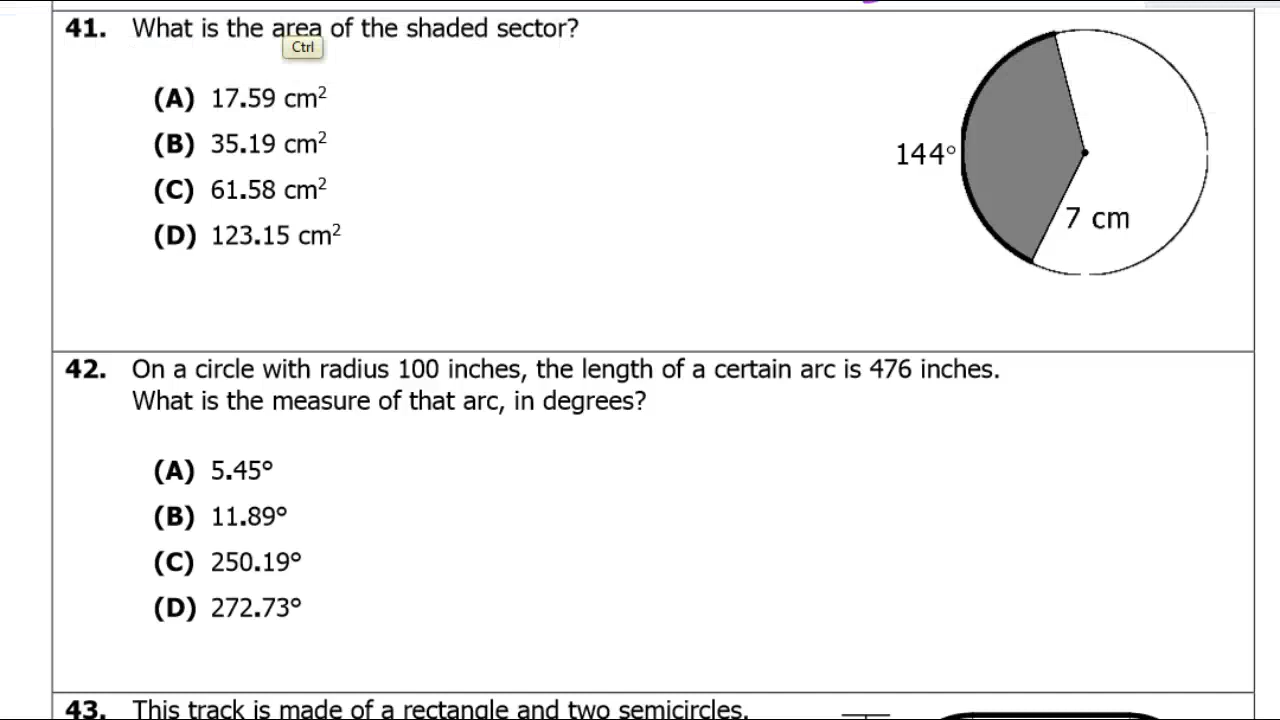 41. What is the area of the shaded sector?
Ctrl
(A) 17.59 cm²
(B) 35.19 cm²
(C) 61.58 cm²
(D) 123.15 cm²
144°
7 cm
42. On a circle with radius 100 inches, the length of a certain arc is 476 inches.
What is the measure of that arc, in degrees?
(A) 5.45°
(B) 11.89°
(C) 250.19°
(D) 272.73°
43. This track is made of a rectangle and two semicircles.